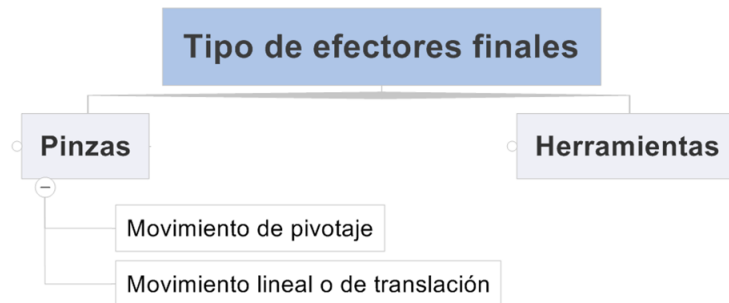 Tipo de efectores finales
Pinzas
Herramientas
Movimiento de pivotaje
Movimiento lineal o de translación